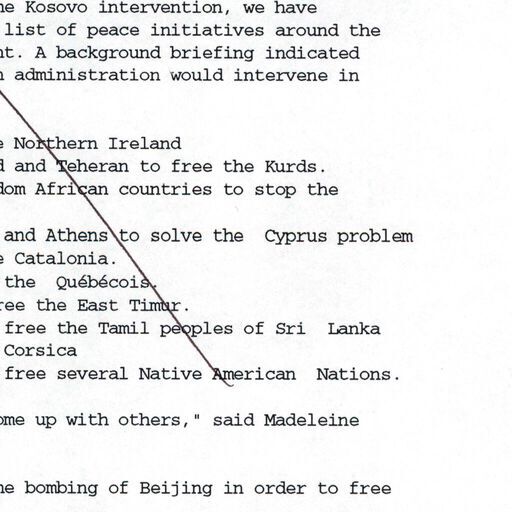 he Kosovo intervention, we have
list of peace initiatives around the
nt. A background briefing indicated
n administration would intervene in
e Northern Ireland
d and Teheran to free the Kurds.
dom African countries to stop the
and Athens to solve the  Cyprus problem
e Catalonia.
the  Québécois.
ree the East Timur.
free the Tamil peoples of Sri  Lanka
Corsica
free several Native American  Nations.
ome up with others," said Madeleine
he bombing of Beijing in order to free